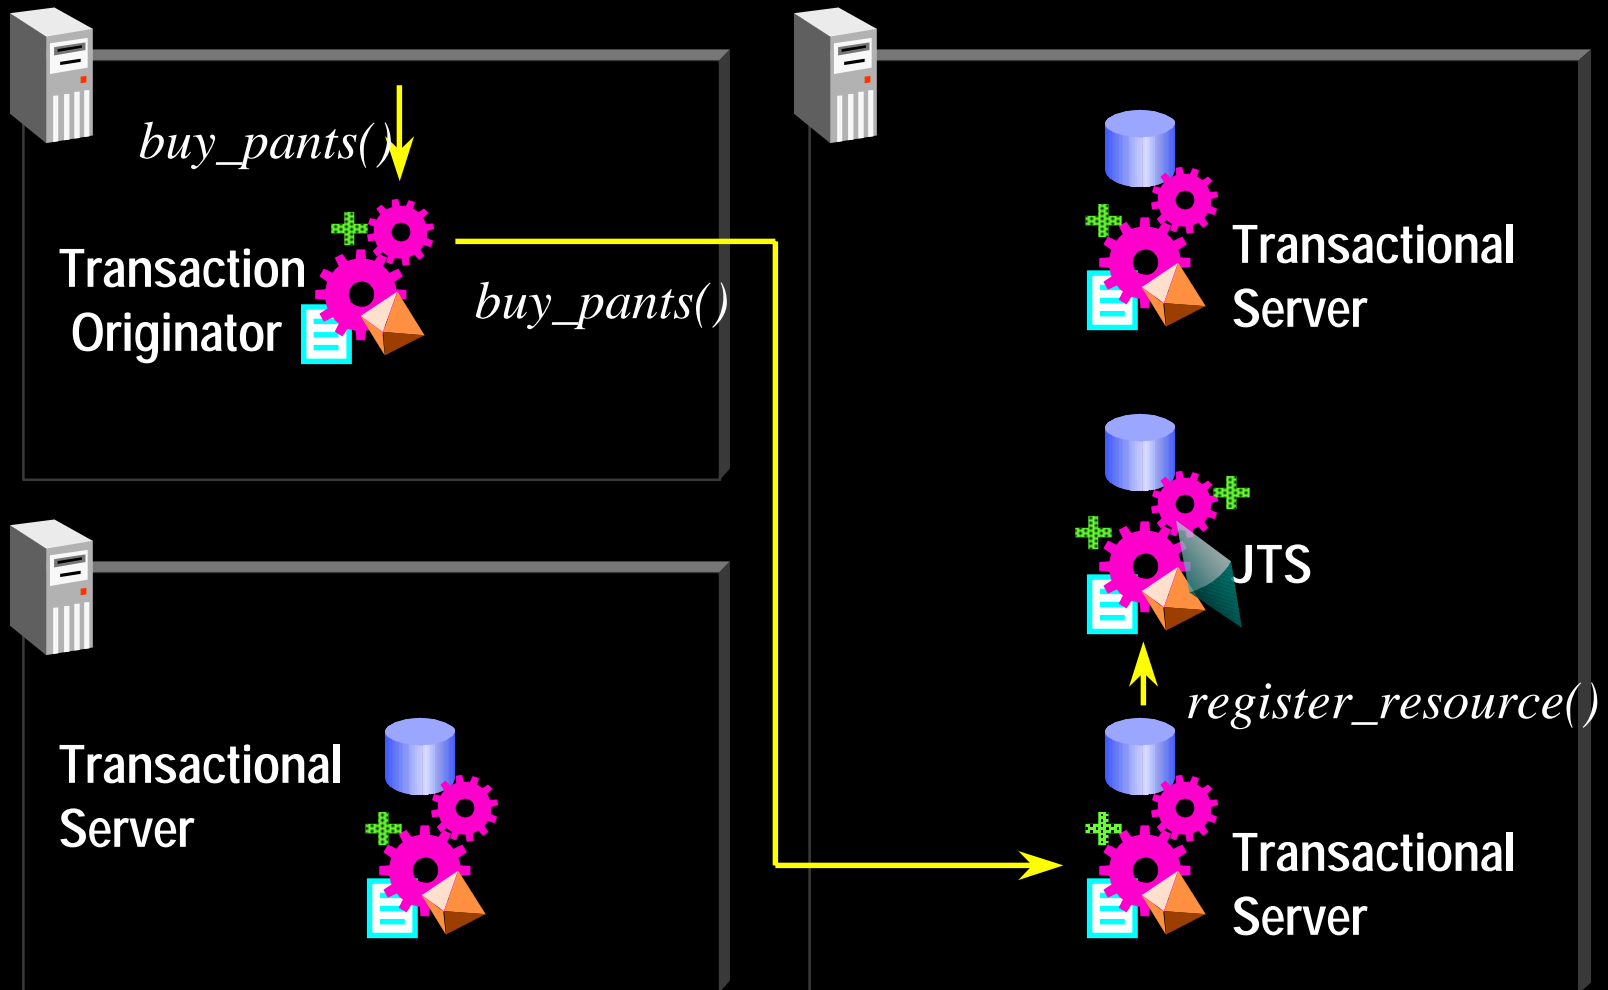 buy_pants()
Transaction
Originator
buy_pants()
Transactional
Server
Transactional
Server
JTS
register_resource()
Transactional
Server